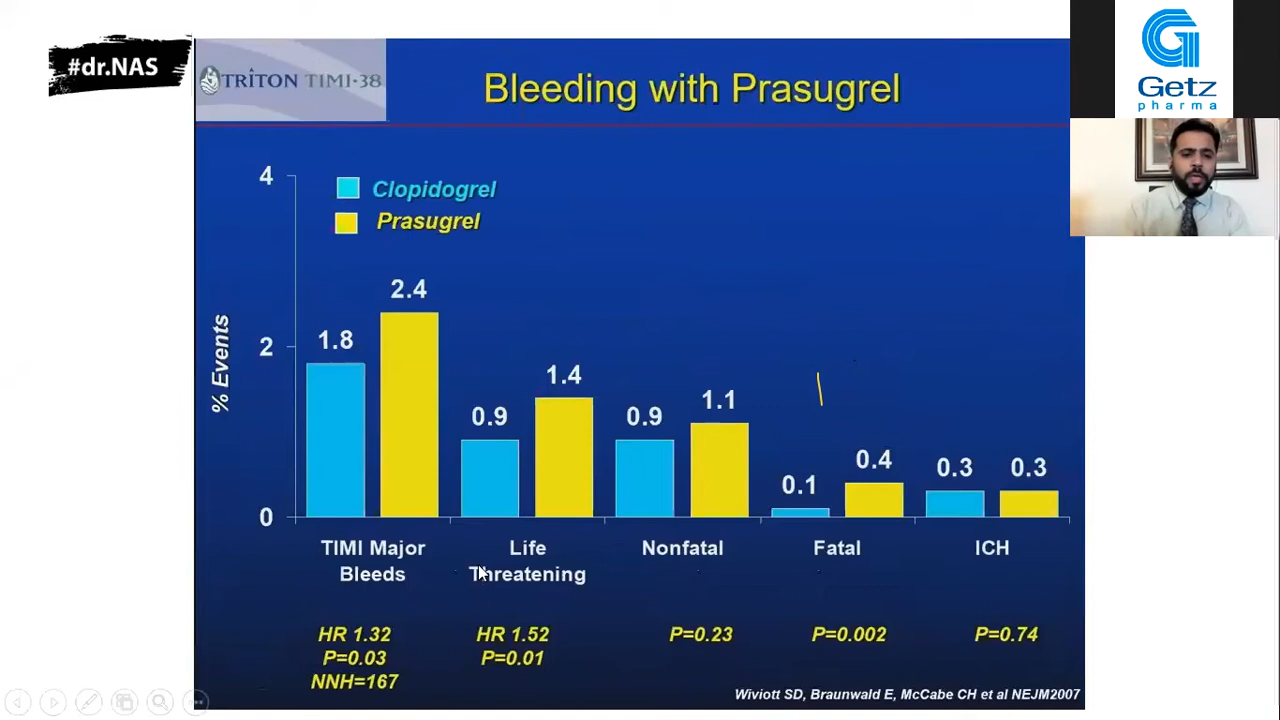 #dr.NAS
TRITON TIMI-38
Bleeding with Prasugrel
Getz
pharma
Clopidogrel
Prasugrel
% Events
4
2
0
1.8
2.4
0.9
1.4
0.9
1.1
0.1
0.4
0.3
0.3
TIMI Major
Bleeds
Life
Threatening
Nonfatal
Fatal
ICH
HR 1.32
P=0.03
NNH=167
HR 1.52
P=0.01
P=0.23
P=0.002
P=0.74
Wiviott SD, Braunwald E, McCabe CH et al NEJM2007